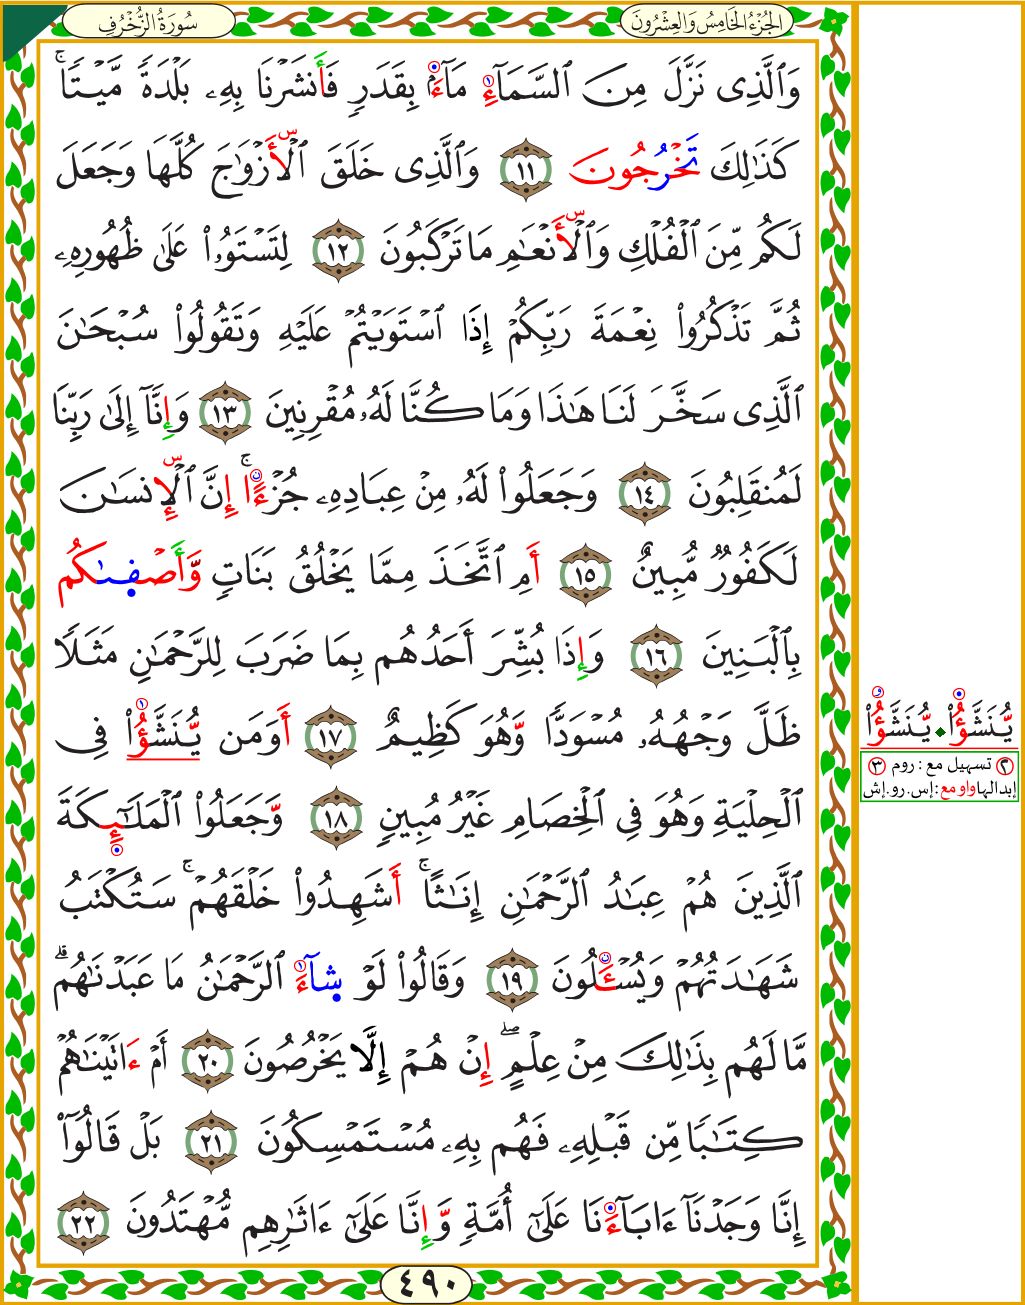 سُورَةُ الزُّخْرُفِ
الجُزْءُ الخَامِسُ وَالعِشْرُونَ
وَٱلَّذِى نَزَّلَ مِنَ ٱلسَّمَآءِ مَآءًۢ بِقَدَرٍ فَأَنشَرْنَا بِهِۦ بَلْدَةً مَّيْتًا ۚ
كَذَٰلِكَ تَخْرُجُونَ ١١ وَٱلَّذِى خَلَقَ ٱلْأَزْوَٰجَ كُلَّهَا وَجَعَلَ
لَكُم مِّنَ ٱلْفُلْكِ وَٱلْأَنْعَٰمِ مَا تَرْكَبُونَ ١٢ لِتَسْتَوُۥا۟ عَلَىٰ ظُهُورِهِۦ
ثُمَّ تَذْكُرُوا۟ نِعْمَةَ رَبِّكُمْ إِذَا ٱسْتَوَيْتُمْ عَلَيْهِ وَتَقُولُوا۟ سُبْحَٰنَ
ٱلَّذِى سَخَّرَ لَنَا هَٰذَا وَمَا كُنَّا لَهُۥ مُقْرِنِينَ ١٣ وَإِنَّآ إِلَىٰ رَبِّنَا
لَمُنقَلِبُونَ ١٤ وَجَعَلُوا۟ لَهُۥ مِنْ عِبَادِهِۦ جُزْءًا ۚ إِنَّ ٱلْإِنسَٰنَ
لَكَفُورٌ مُّبِينٌ ١٥ أَمِ ٱتَّخَذَ مِمَّا يَخْلُقُ بَنَاتٍ وَّأَصْفَىٰكُم
بِٱلْبَنِينَ ١٦ وَإِذَا بُشِّرَ أَحَدُهُم بِمَا ضَرَبَ لِلرَّحْمَٰنِ مَثَلًا
ظَلَّ وَجْهُهُۥ مُسْوَدًّا وَّهُوَ كَظِيمٌ ١٧ أَوَمَن يُّنَشَّؤُا۟ فِى
ٱلْحِلْيَةِ وَهُوَ فِى ٱلْخِصَامِ غَيْرُ مُبِينٍ ١٨ وَّجَعَلُوا۟ ٱلْمَلَٰٓئِكَةَ
ٱلَّذِينَ هُمْ عِبَٰدُ ٱلرَّحْمَٰنِ إِنَٰثًا ۚ أَشَهِدُوا۟ خَلْقَهُمْ ۚ سَتُكْتَبُ
شَهَٰدَتُهُمْ وَيُسْـَٔلُونَ ١٩ وَقَالُوا۟ لَوْ شَآءَ ٱلرَّحْمَٰنُ مَا عَبَدْنَٰهُم ۗ
مَّا لَهُم بِذَٰلِكَ مِنْ عِلْمٍ ۖ إِنْ هُمْ إِلَّا يَخْرُصُونَ ٢٠ أَمْ ءَاتَيْنَٰهُمْ
كِتَٰبًا مِّن قَبْلِهِۦ فَهُم بِهِۦ مُسْتَمْسِكُونَ ٢١ بَلْ قَالُوٓا۟
إِنَّا وَجَدْنَآ ءَابَآءَنَا عَلَىٰٓ أُمَّةٍ وَّإِنَّا عَلَىٰٓ ءَاثَٰرِهِم مُّهْتَدُونَ ٢٢
يُّنَشَّؤُا۟ ۰ يُّنَشَّؤُا۟
٢ تسهيل مع : روم ٣
إبدالها واو مع : إس . رو . إش
٤٩٠